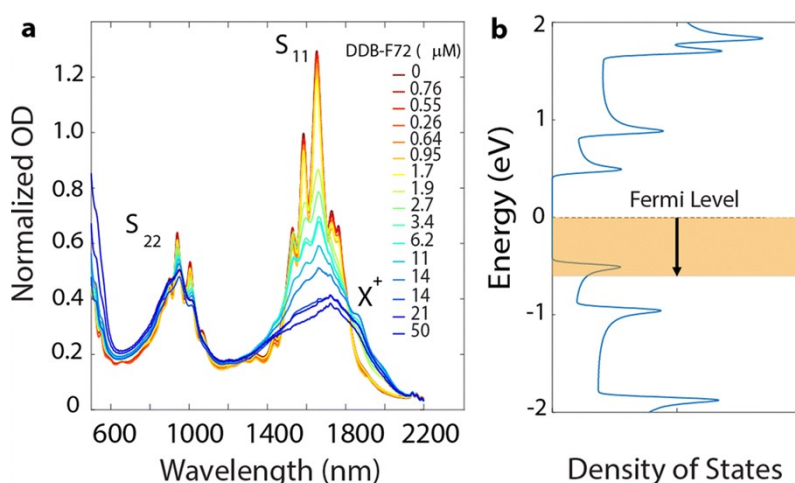 a
S11
DDB-F72 ( μM)
0
0.76
0.55
0.26
0.64
0.95
1.7
1.9
2.7
3.4
6.2
11
14
14
21
50
S22
X+
Normalized OD
1.2
1.0
0.8
0.6
0.4
0.2
0
600 1000 1400 1800 2200
Wavelength (nm)
b
2
1
0
-1
-2
Energy (eV)
Fermi Level
Density of States